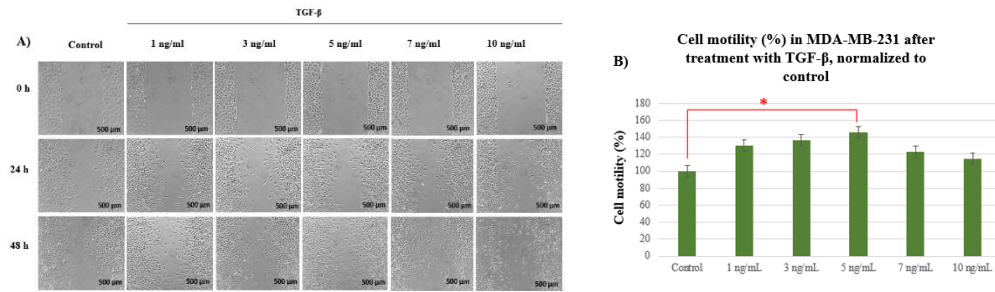 TGF-β
A)
Control 1 ng/ml 3 ng/ml 5 ng/ml 7 ng/ml 10 ng/ml
0 h
500 µm 500 µm 500 µm 500 µm 500 µm 500 µm
24 h
500 µm 500 µm 500 µm 500 µm 500 µm 500 µm
48 h
500 µm 500 µm 500 µm 500 µm 500 µm 500 µm
B)
Cell motility (%) in MDA-MB-231 after
treatment with TGF-β, normalized to
control
Cell motility (%)
180
160
140
120
100
80
60
40
20
0
*
Control 1 ng/mL 3 ng/mL 5 ng/mL 7 ng/mL 10 ng/mL